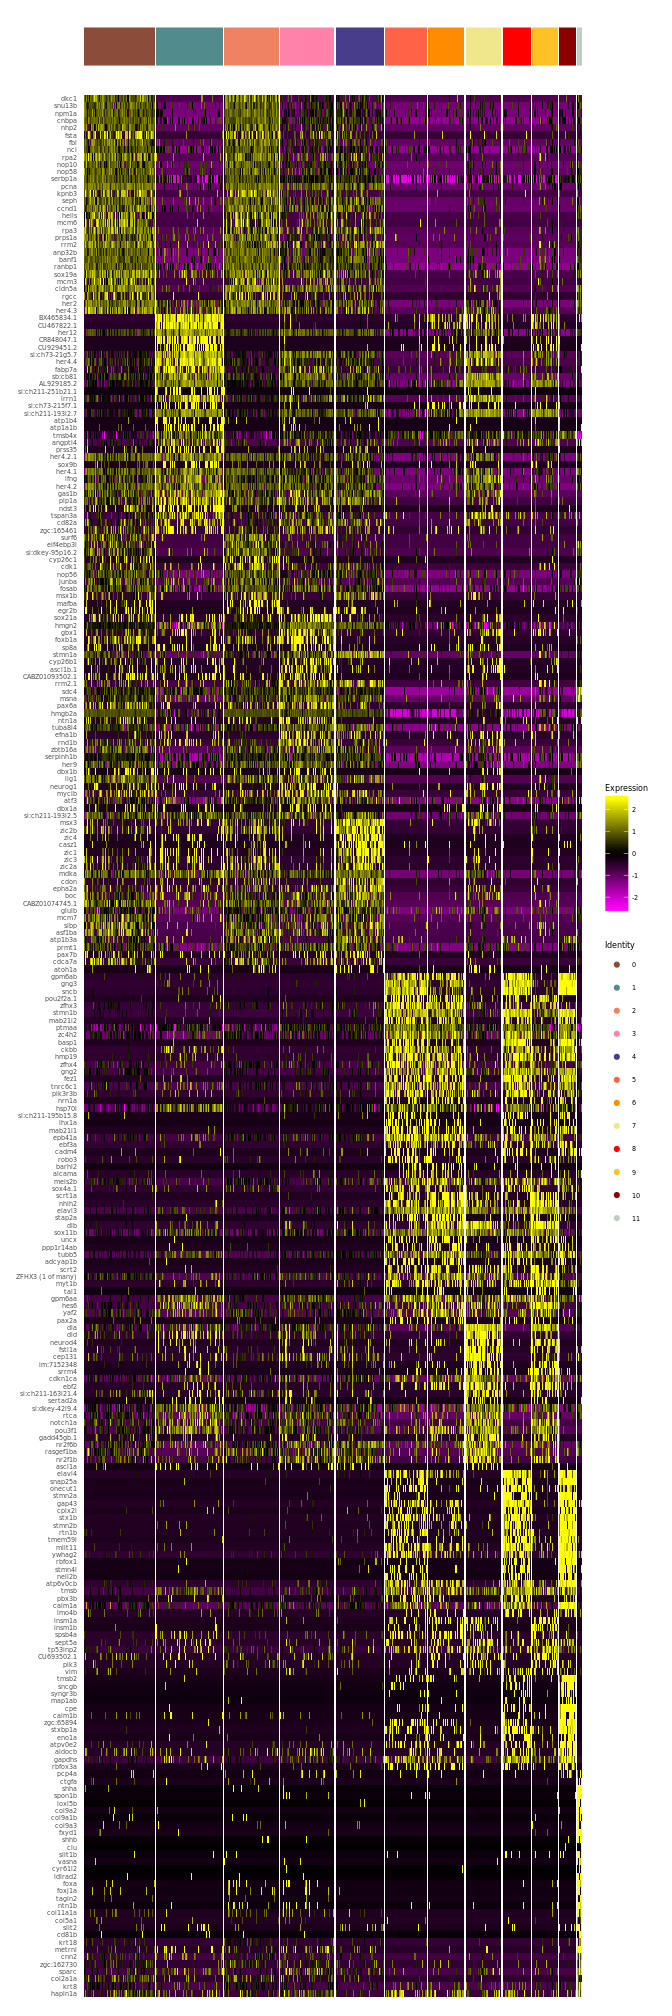 dkc1
snu13b
npm1a
cnbpa
nhp2
fsta
fbl
ncl
rpa2
nop10
nop58
serbp1a
pcna
kpnb3
seph
ccnd1
hells
mcm6
rpa3
prps1a
rrm2
anp32b
banf1
ranbp1
sox19a
mcm3
cldn5a
rgcc
her2
her4.3
BX465834.1
CU467822.1
her12
CR848047.1
CU929451.2
si:ch73-21g5.7
her4.4
fabp7a
sb:cb81
AL929185.2
si:ch211-251b21.1
lrrn1
si:ch73-215f7.1
si:ch211-193l2.7
atp1b4
atp1a1b
tmsb4x
angptl4
prss35
her4.2.1
sox9b
her4.1
lfng
her4.2
gas1b
plp1a
ndst3
tspan3a
cd82a
zgc:165461
surf6
eif4ebp3l
si:dkey-95p16.2
cyp26c1
cdk1
nop56
junba
fosab
msx1b
mafba
egr2b
sox21a
hmgn2
gbx1
foxb1a
sp8a
stmn1a
cyp26b1
ascl1b.1
CABZ01093502.1
rrm2.1
sdc4
msna
pax6a
hmgb2a
ntn1a
tuba8l4
efna1b
rnd1b
zbtb16a
serpinh1b
her9
dbx1b
lig1
neurog1
myclb
atf3
dbx1a
si:ch211-193l2.5
msx3
zic2b
zic4
casz1
zic1
zic3
zic2a
mdka
cdon
epha2a
boc
CABZ01074745.1
glulb
mcm7
slbp
asf1ba
atp1b3a
prmt1
pax7b
cdca7a
atoh1a
gpm6ab
gng3
sncb
pou2f2a.1
zfhx3
stmn1b
mab21l2
ptmaa
zc4h2
basp1
ckbb
hmp19
zfhx4
gng2
fez1
tnrc6c1
pik3r3b
nrn1a
hsp70l
si:ch211-195b15.8
lhx1a
mab21l1
epb41a
ebf3a
cadm4
robo3
barhl2
alcama
meis2b
sox4a.1
scrt1a
nhlh2
elavl3
stap2a
dlb
sox11b
uncx
ppp1r14ab
tubb5
adcyap1b
scrt2
ZFHX3 (1 of many)
myt1b
tal1
gpm6aa
hes6
yaf2
pax2a
dla
dld
neurod4
fstl1a
cep131
im:7152348
srrm4
cdkn1ca
ebf2
si:ch211-163l21.4
sertad2a
si:dkey-42i9.4
rtca
notch1a
pou3f1
gadd45gb.1
nr2f6b
rasgef1ba
nr2f1b
ascl1a
elavl4
snap25a
onecut1
stmn2a
gap43
cplx2l
stx1b
stmn2b
rtn1b
tmem59l
mllt11
ywhag2
rbfox1
stmn4l
nell2b
atp6v0cb
tmsb
pbx3b
calm1a
lmo4b
insm1a
insm1b
spsb4a
sept5a
tp53inp2
CU693502.1
plk3
vim
tmsb2
sncgb
syngr3b
map1ab
cpe
calm1b
zgc:65894
stxbp1a
eno1a
atpv0e2
aldocb
gapdhs
rbfox3a
pcp4a
ctgfa
shha
spon1b
loxl5b
col9a2
col9a1b
col9a3
fxyd1
shhb
clu
slit1b
vasna
cyr61l2
ldlrad2
foxa
foxj1a
tagln2
ntn1b
col11a1a
col5a1
slit2
cd81b
krt18
metrnl
cnn2
zgc:162730
sparc
col2a1a
krt8
hapln1a
Expression
2
1
0
-1
-2
Identity
0
1
2
3
4
5
6
7
8
9
10
11